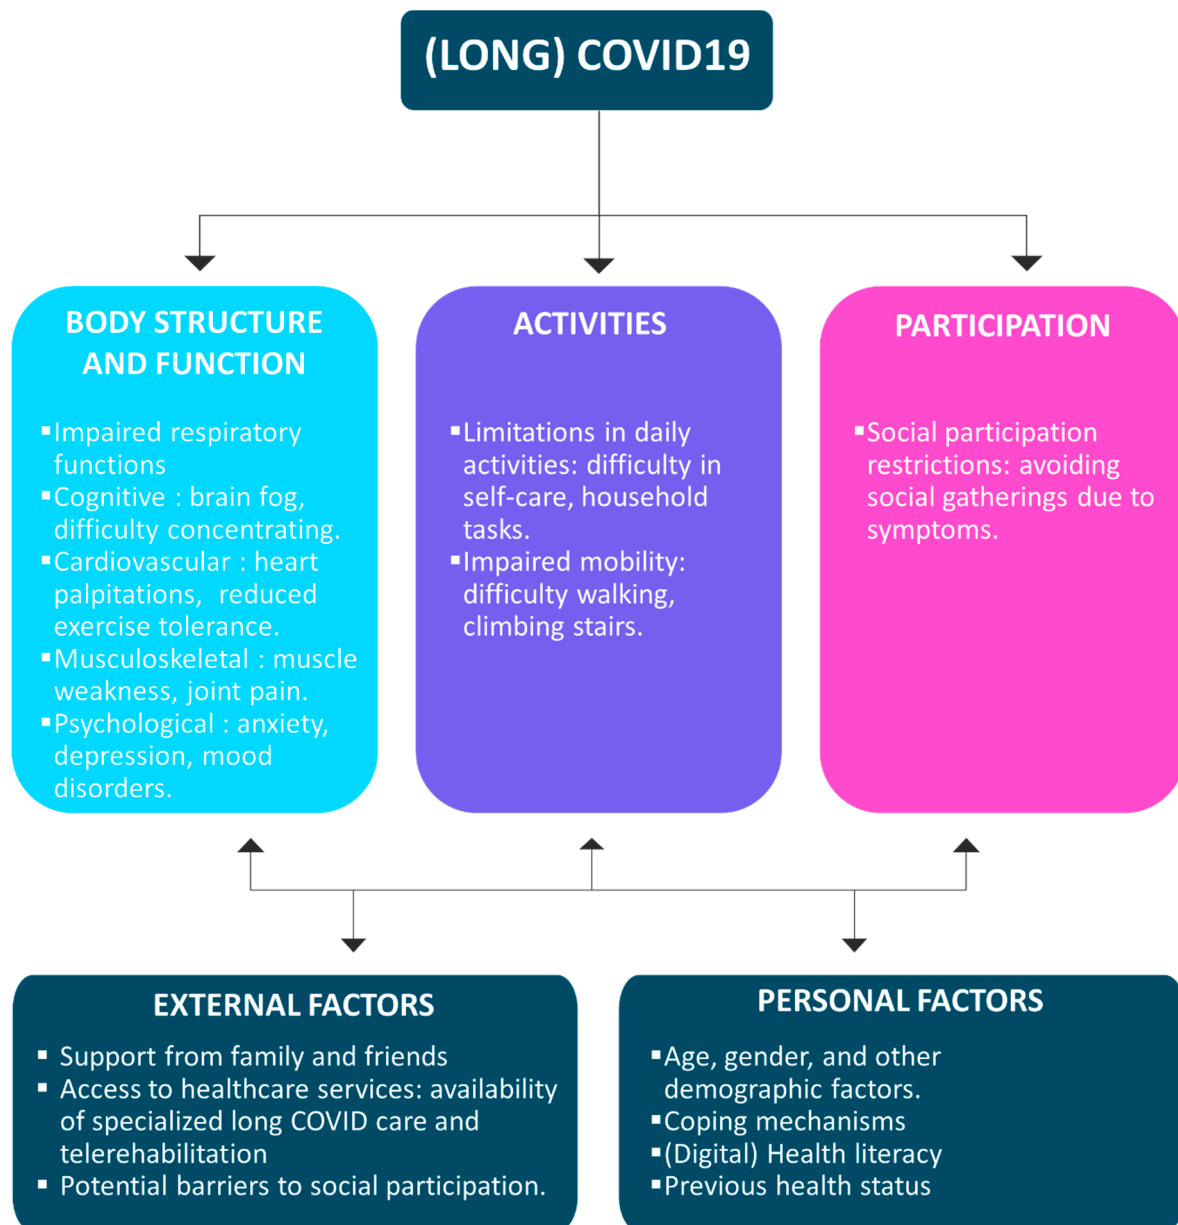 (LONG) COVID19
BODY STRUCTURE
AND FUNCTION
▪Impaired respiratory
functions
▪Cognitive : brain fog,
difficulty concentrating.
▪Cardiovascular : heart
palpitations,  reduced
exercise tolerance.
▪Musculoskeletal : muscle
weakness, joint pain.
▪Psychological : anxiety,
depression, mood
disorders.
ACTIVITIES
▪Limitations in daily
activities: difficulty in
self-care, household
tasks.
▪Impaired mobility:
difficulty walking,
climbing stairs.
PARTICIPATION
▪Social participation
restrictions: avoiding
social gatherings due to
symptoms.
EXTERNAL FACTORS
▪ Support from family and friends
▪ Access to healthcare services: availability
of specialized long COVID care and
telerehabilitation
▪ Potential barriers to social participation.
PERSONAL FACTORS
▪Age, gender, and other
demographic factors.
▪Coping mechanisms
▪(Digital) Health literacy
▪Previous health status